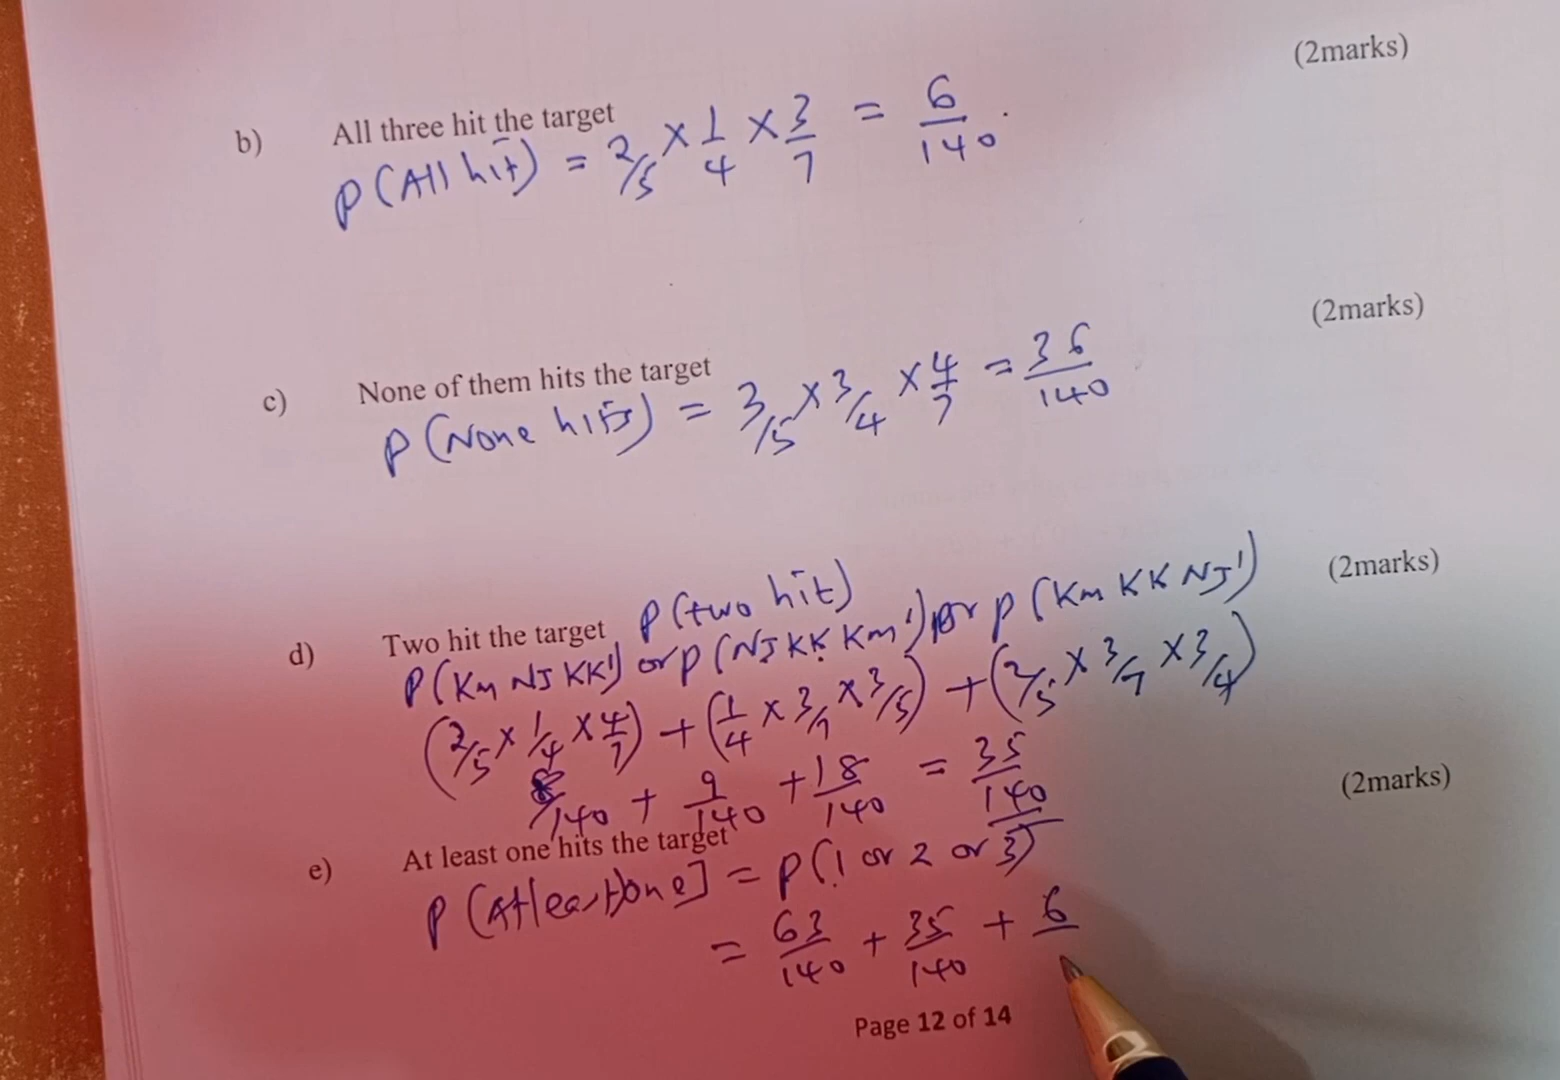 (2marks)
b) All three hit the target
P(All hit) = 2/5 × 1/4 × 3/7 = 6/140.
(2marks)
c) None of them hits the target
P(None hits) = 3/5 × 3/4 × 4/7 = 36/140
(2marks)
d) Two hit the target P(two hit)
P(Km NJ KK') or P(NJ KK Km') or P(Km KK NJ')
(2/5 × 1/4 × 4/7) + (1/4 × 3/7 × 3/5) + (2/5 × 3/7 × 3/4)
8/140 + 9/140 + 18/140 = 35/140
(2marks)
e) At least one hits the target
P(At least one] = P(1 or 2 or 3)
= 63/140 + 35/140 + 6
Page 12 of 14